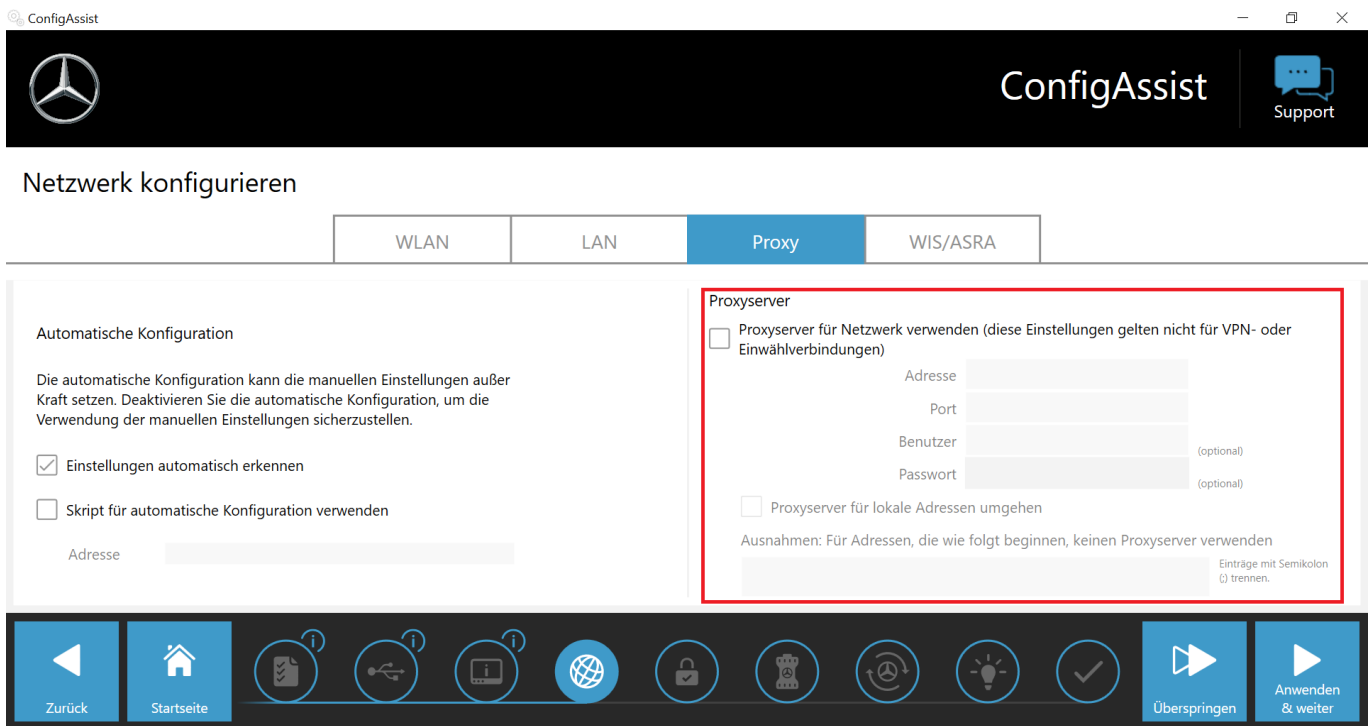 ConfigAssist
ConfigAssist
Support
Netzwerk konfigurieren
WLAN
LAN
Proxy
WIS/ASRA
Automatische Konfiguration
Die automatische Konfiguration kann die manuellen Einstellungen außer
Kraft setzen. Deaktivieren Sie die automatische Konfiguration, um die
Verwendung der manuellen Einstellungen sicherzustellen.
Einstellungen automatisch erkennen
Skript für automatische Konfiguration verwenden
Adresse
Proxyserver
Proxyserver für Netzwerk verwenden (diese Einstellungen gelten nicht für VPN- oder
Einwählverbindungen)
Adresse
Port
Benutzer
(optional)
Passwort
(optional)
Proxyserver für lokale Adressen umgehen
Ausnahmen: Für Adressen, die wie folgt beginnen, keinen Proxyserver verwenden
Einträge mit Semikolon
(;) trennen.
Zurück
Startseite
Überspringen
Anwenden
& weiter